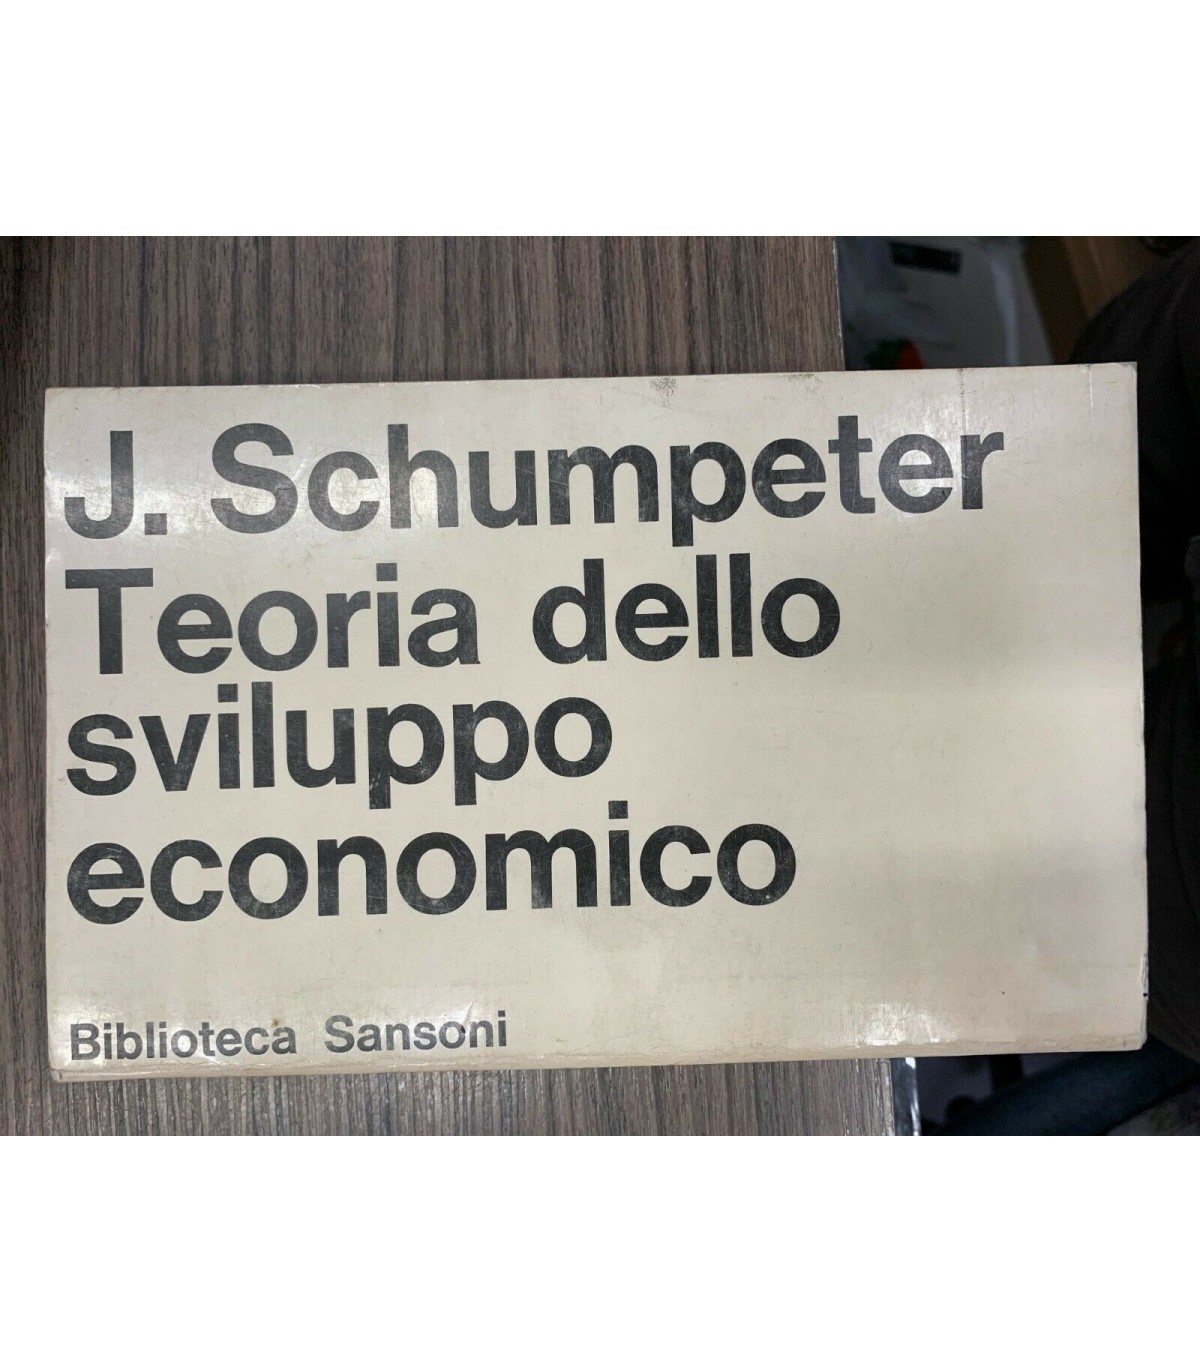 J. Schumpeter
Teoria dello
sviluppo
economico
Biblioteca Sansoni